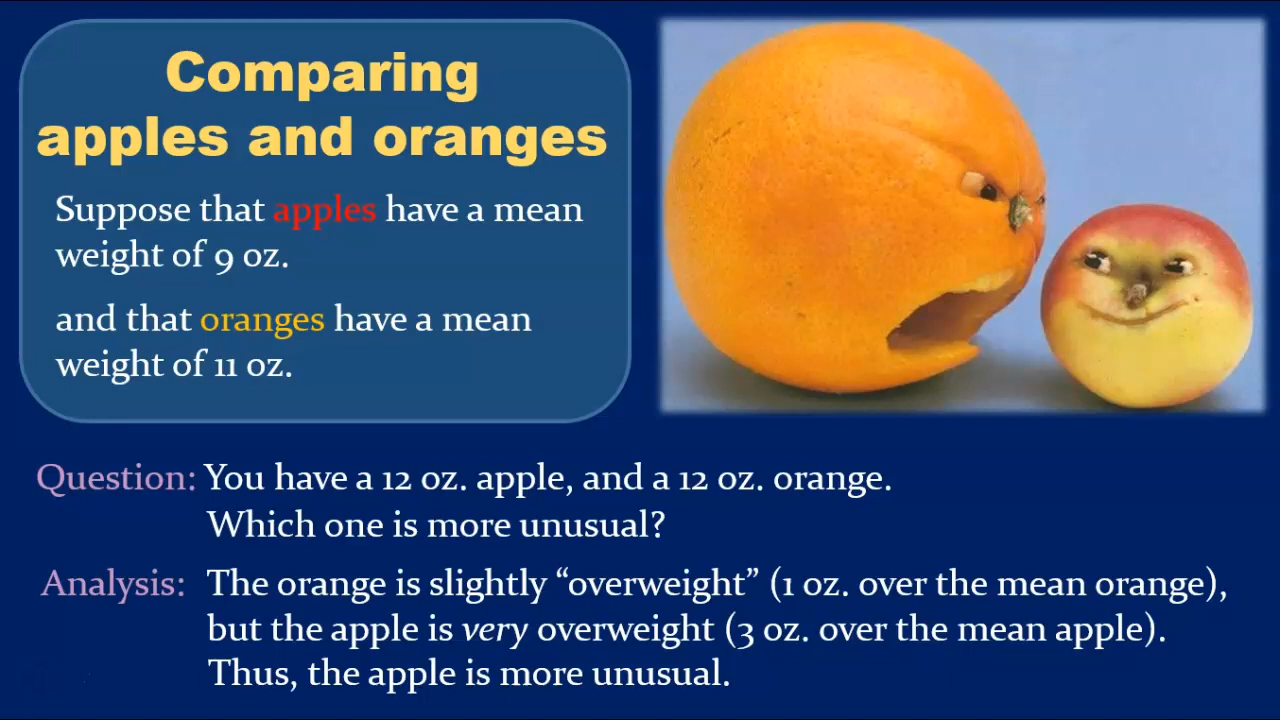 Comparing
apples and oranges
Suppose that apples have a mean
weight of 9 oz.
and that oranges have a mean
weight of 11 oz.
Question: You have a 12 oz. apple, and a 12 oz. orange.
Which one is more unusual?
Analysis: The orange is slightly “overweight” (1 oz. over the mean orange),
but the apple is very overweight (3 oz. over the mean apple).
Thus, the apple is more unusual.